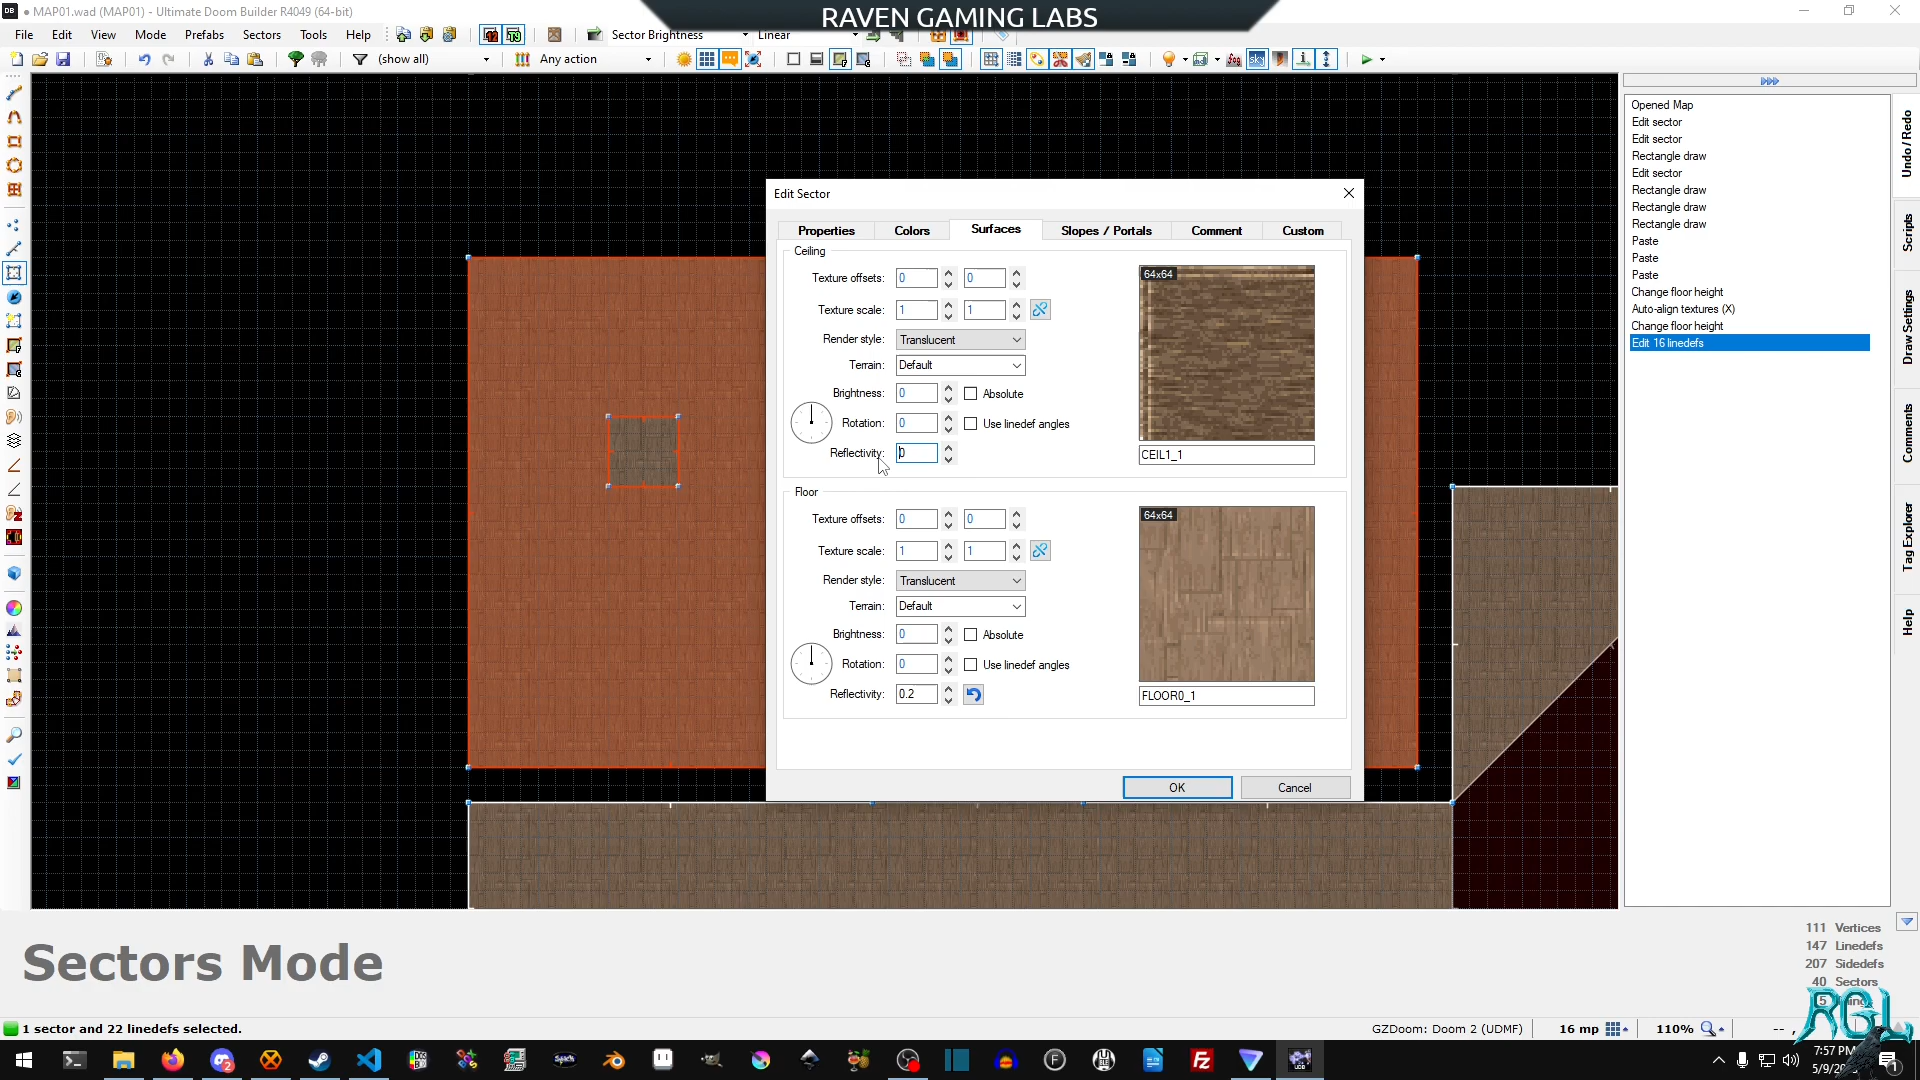 MAP01.wad (MAP01) - Ultimate Doom Builder R4049 (64-bit)
RAVEN GAMING LABS
File Edit View Mode Prefabs Sectors Tools Help Sector Brightness Linear
(show all) Any action
Edit Sector
Properties Colors Surfaces Slopes / Portals Comment Custom
Ceiling
Texture offsets: 0 0
64x64
Texture scale: 1 1
Render style: Translucent
Terrain: Default
Brightness: 0 Absolute
Rotation: 0 Use linedef angles
Reflectivity: 0
CEIL1_1
Floor
Texture offsets: 0 0
64x64
Texture scale: 1 1
Render style: Translucent
Terrain: Default
Brightness: 0 Absolute
Rotation: 0 Use linedef angles
Reflectivity: 0.2
FLOOR0_1
OK Cancel
Opened Map
Edit sector
Edit sector
Rectangle draw
Edit sector
Rectangle draw
Rectangle draw
Rectangle draw
Paste
Paste
Paste
Change floor height
Auto-align textures (X)
Change floor height
Edit 16 linedefs
Undo / Redo
Scripts
Draw Settings
Comments
Tag Explorer
Help
Sectors Mode
111 Vertices
147 Linedefs
207 Sidedefs
40 Sectors
RGL
1 sector and 22 linedefs selected.
GZDoom: Doom 2 (UDMF) 16 mp 110% -- ,
7:57 PM